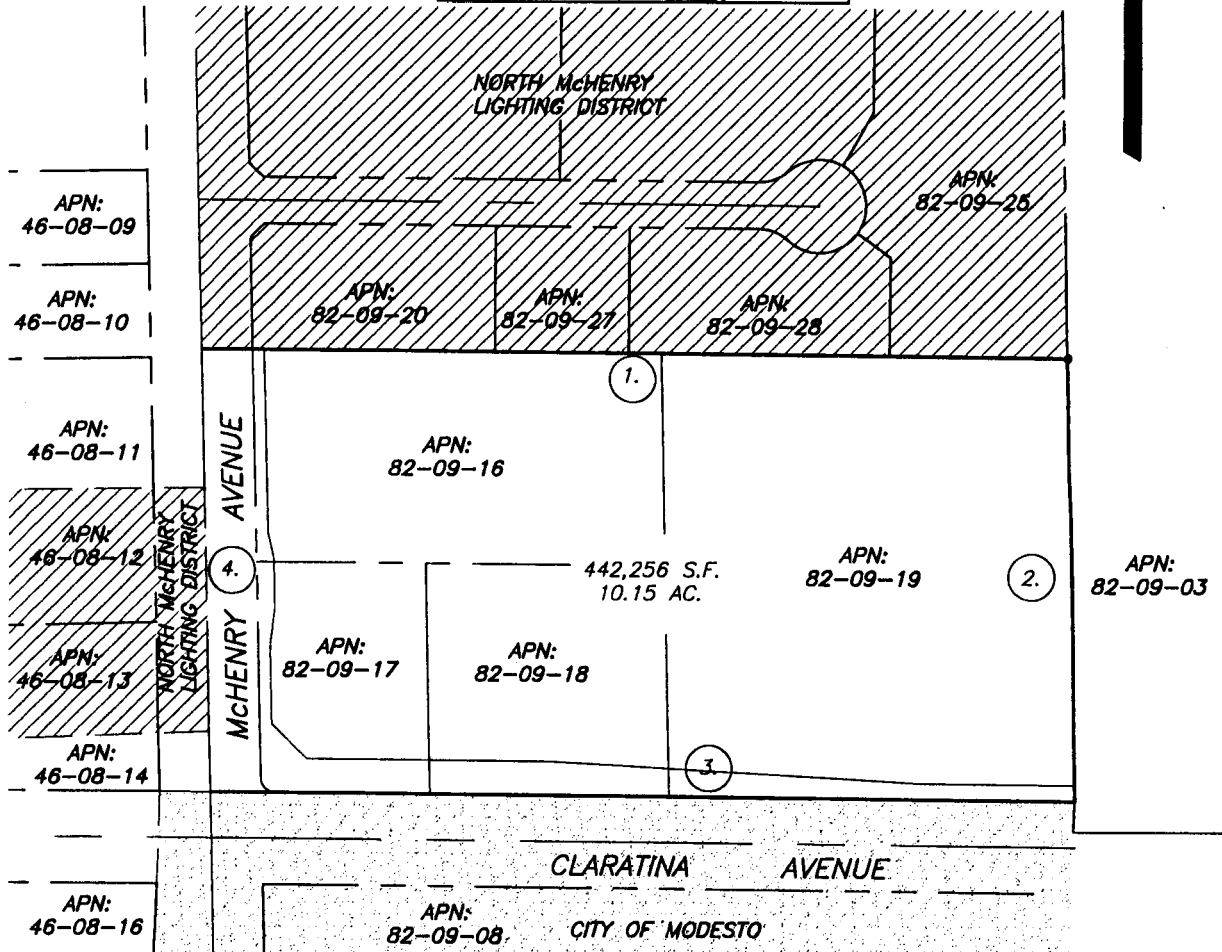 NORTH McHENRY
LIGHTING DISTRICT
APN:
46-08-09
APN:
82-09-25
APN:
46-08-10
APN:
82-09-20
APN:
82-09-27
APN:
82-09-28
1.
APN:
46-08-11
McHENRY AVENUE
APN:
82-09-16
APN:
46-08-12
NORTH McHENRY
LIGHTING DISTRICT
4.
442,256 S.F.
10.15 AC.
APN:
82-09-19
2.
APN:
82-09-03
APN:
46-08-13
APN:
82-09-17
APN:
82-09-18
APN:
46-08-14
3.
CLARATINA AVENUE
APN:
46-08-16
APN:
82-09-08
CITY OF MODESTO